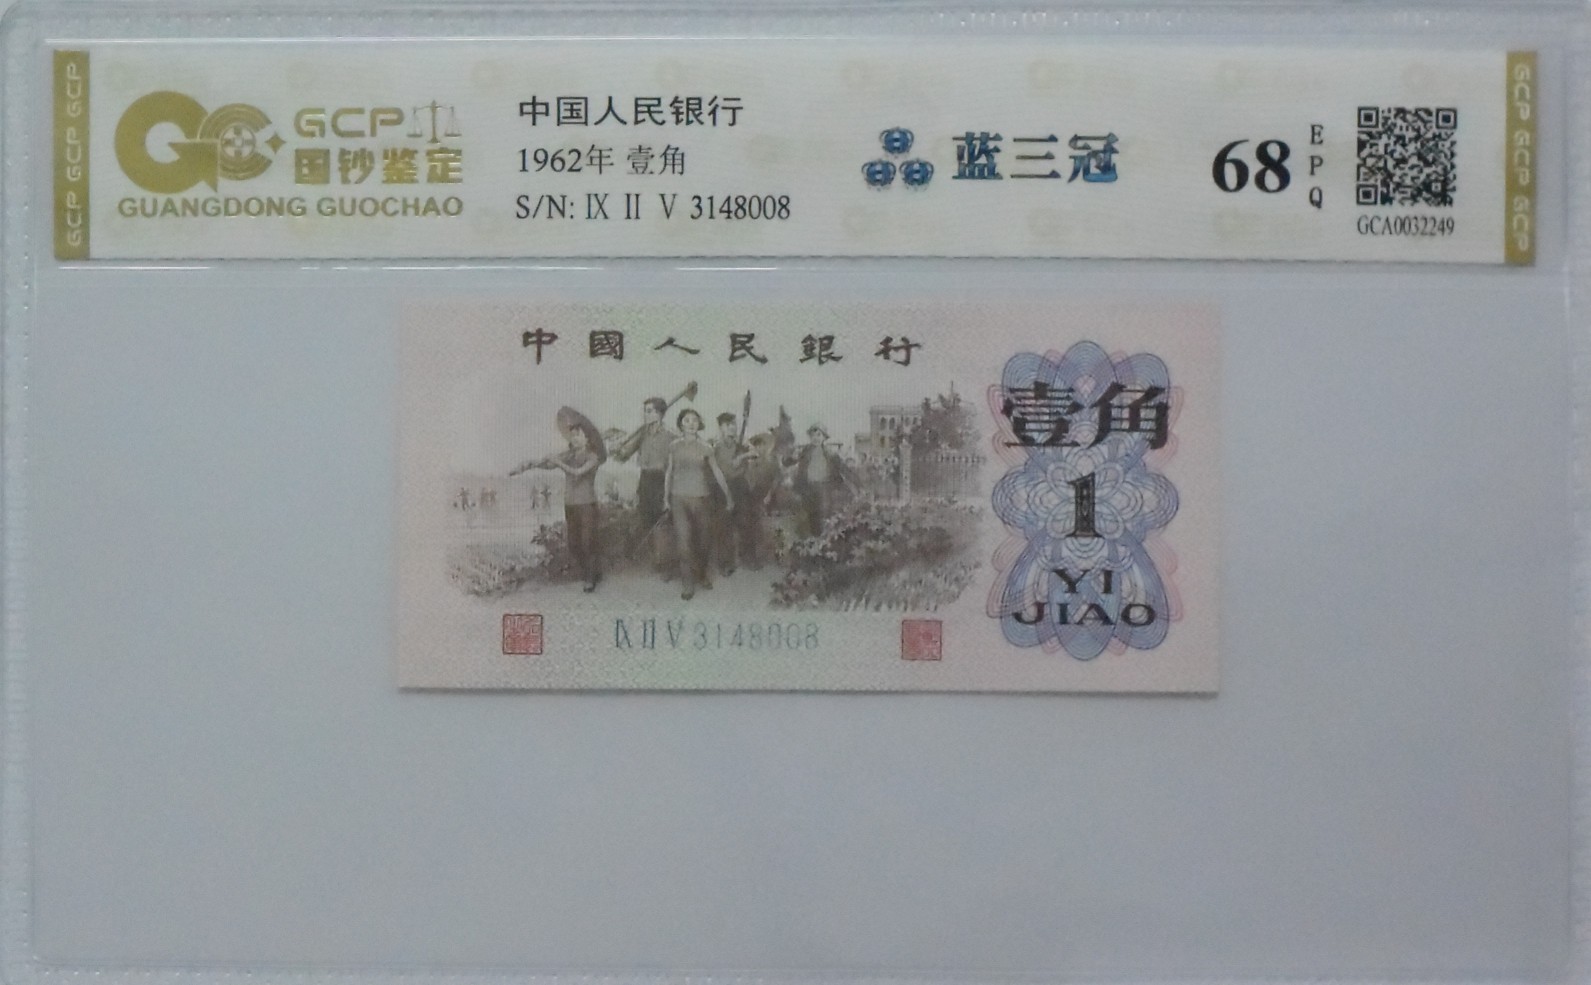 GCP GCP GCP
GCP
国钞鉴定
GUANGDONG GUOCHAO
中国人民银行
1962年 壹角
S/N: Ⅸ Ⅱ Ⅴ 3148008
蓝三冠
68
EPQ
GCA0032249
GCP GCP GCP
中國人民銀行
壹角
1
YI
JIAO
Ⅸ Ⅱ Ⅴ 3148008